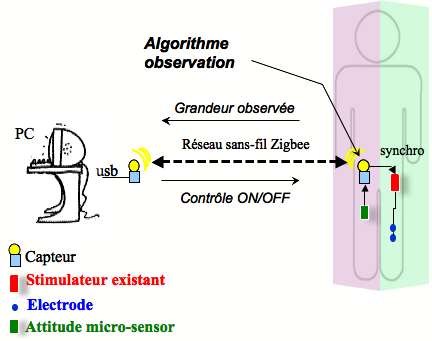 Algorithme
observation
Grandeur observée
PC
Réseau sans-fil Zigbee
synchro
usb
Contrôle ON/OFF
Capteur
Stimulateur existant
Electrode
Attitude micro-sensor